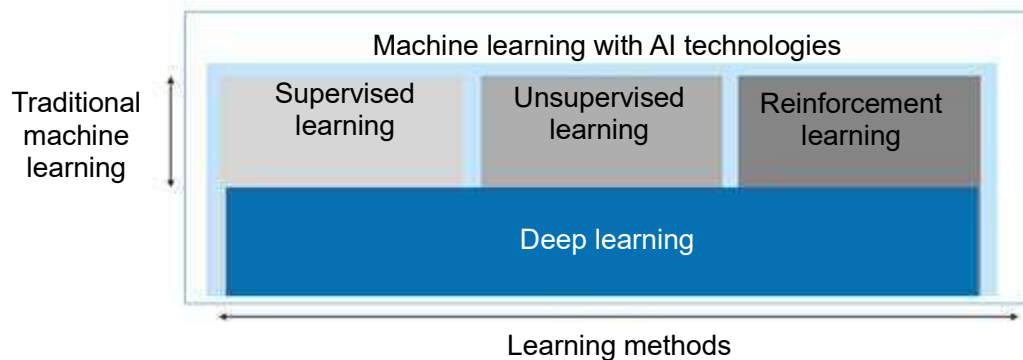 Machine learning with AI technologies
Traditional
machine
learning
Supervised
learning
Unsupervised
learning
Reinforcement
learning
Deep learning
Learning methods